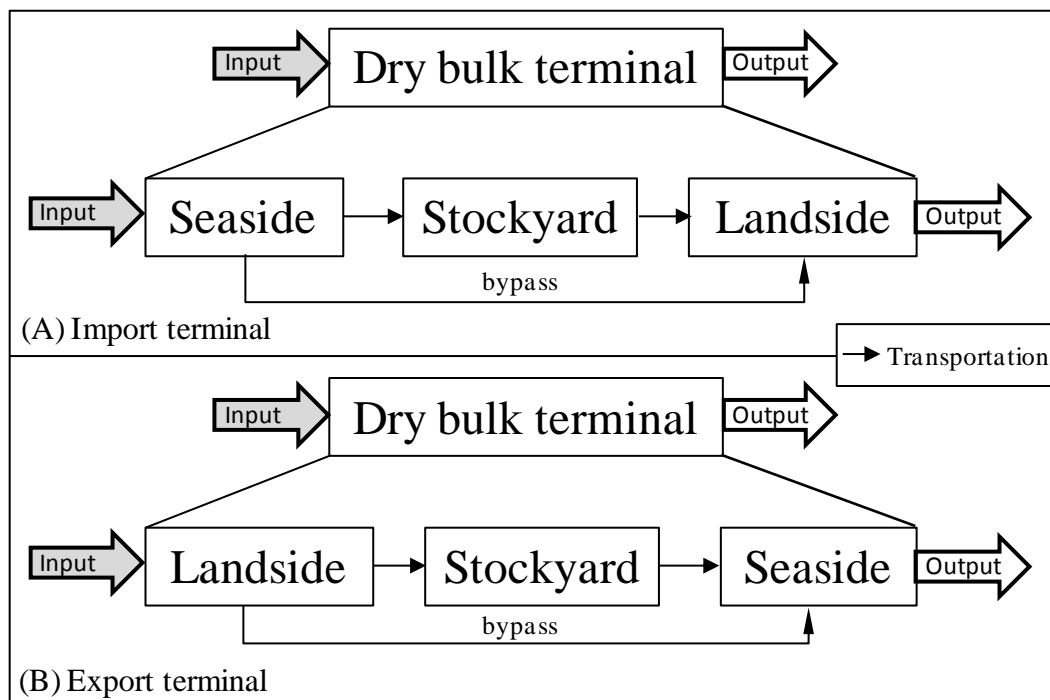 Input
Dry bulk terminal
Output
Input
Seaside
Stockyard
Landside
Output
bypass
(A) Import terminal
Transportation
Input
Dry bulk terminal
Output
Input
Landside
Stockyard
Seaside
Output
bypass
(B) Export terminal